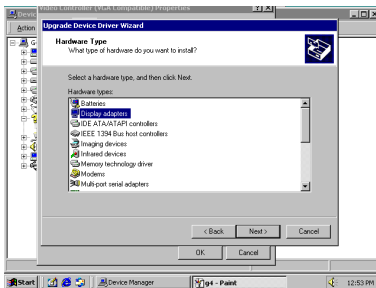 Devic
Video Controller (VGA Compatible) Properties
Action
Upgrade Device Driver Wizard
Hardware Type
What type of hardware do you want to install?
Select a hardware type, and then click Next.
Hardware types:
Batteries
Display adapters
IDE ATA/ATAPI controllers
IEEE 1394 Bus host controllers
Imaging devices
Infrared devices
Memory technology driver
Modems
Multi-port serial adapters
< Back
Next >
Cancel
OK
Cancel
Start
Device Manager
g4 - Paint
12:53 PM